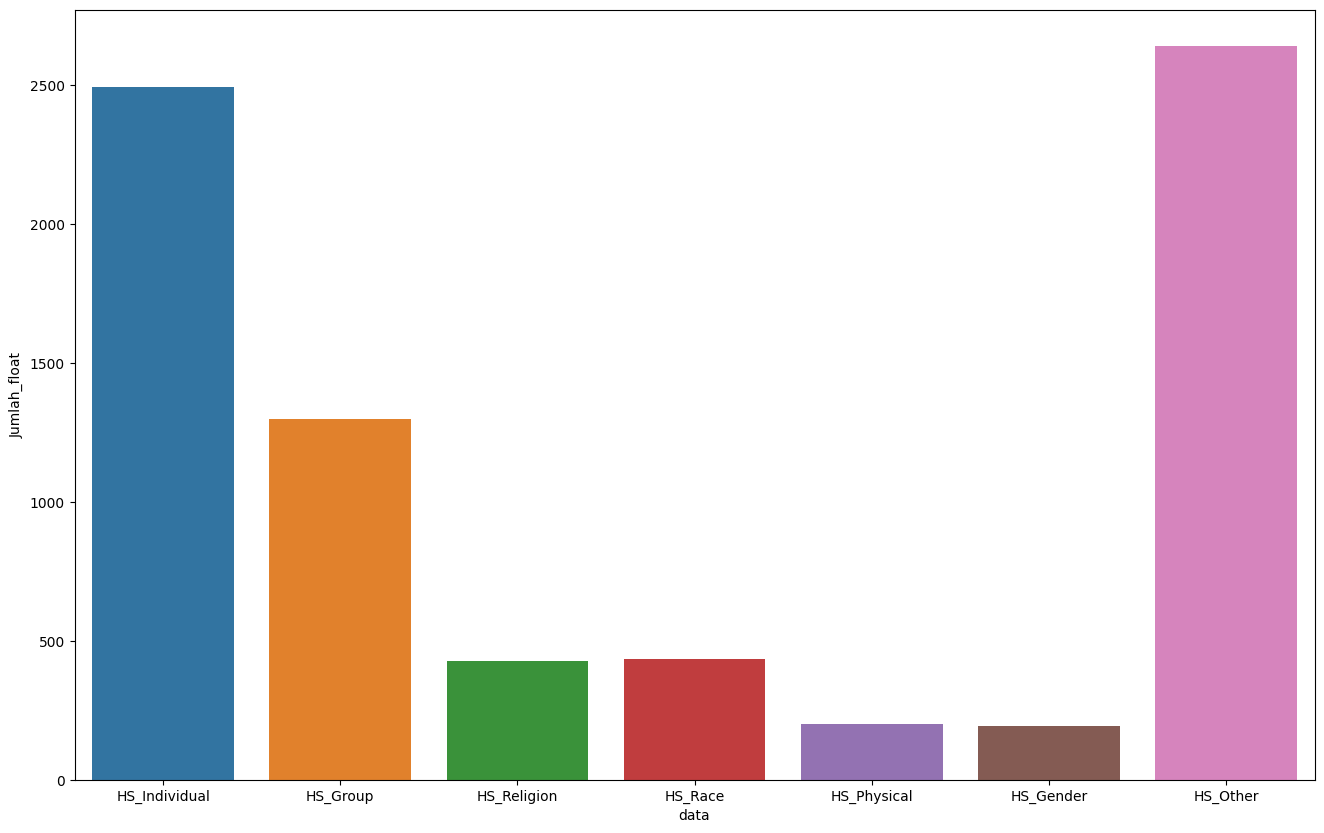 Jumlah_float
2500
2000
1500
1000
500
0
HS_Individual HS_Group HS_Religion HS_Race HS_Physical HS_Gender HS_Other
data